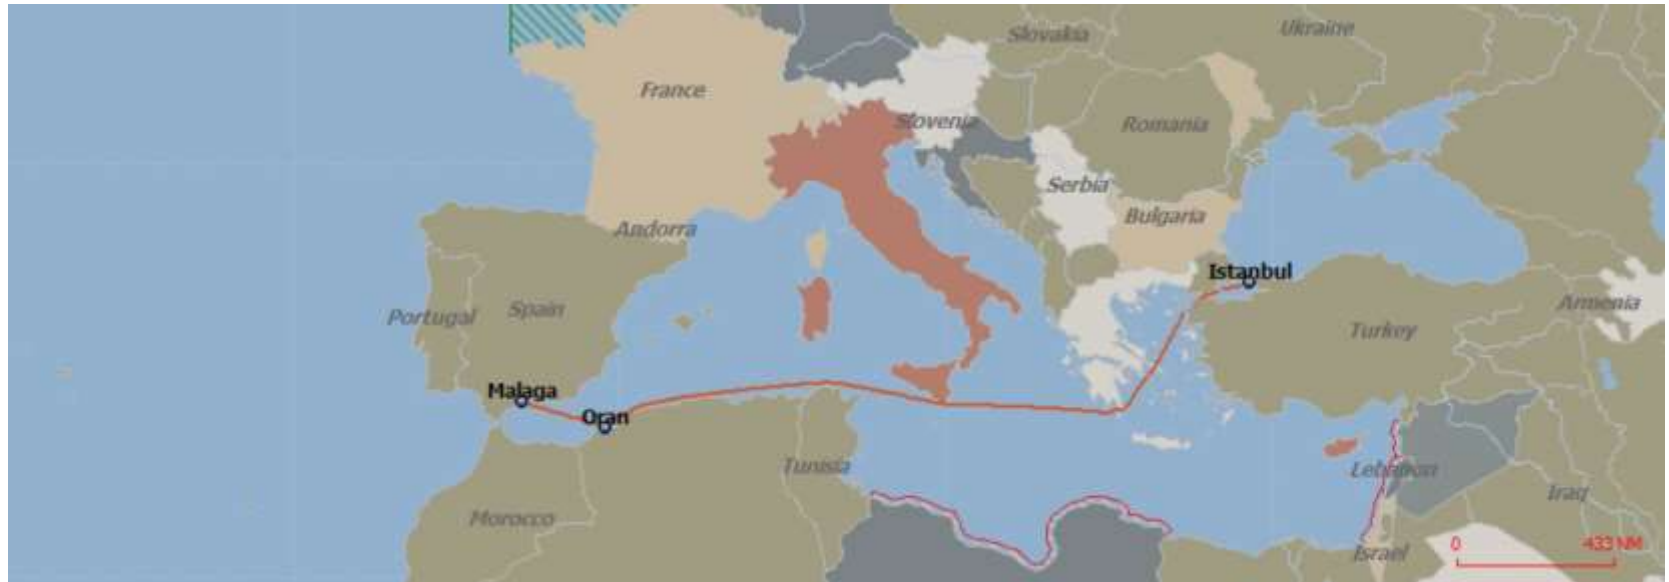 Slovakia
Ukraine
France
Slovenia
Romania
Serbia
Bulgaria
Andorra
Istanbul
Portugal
Spain
Armenia
Turkey
Malaga
Oran
Tunisia
Lebanon
Iraq
Morocco
Israel
0 433 NM